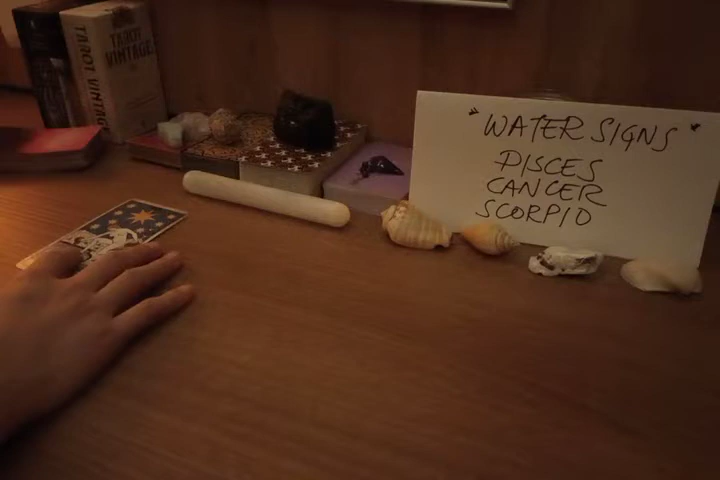 TAROT VINTAGE
TAROT
VINTAGE
" WATER SIGNS "
PISCES
CANCER
SCORPIO